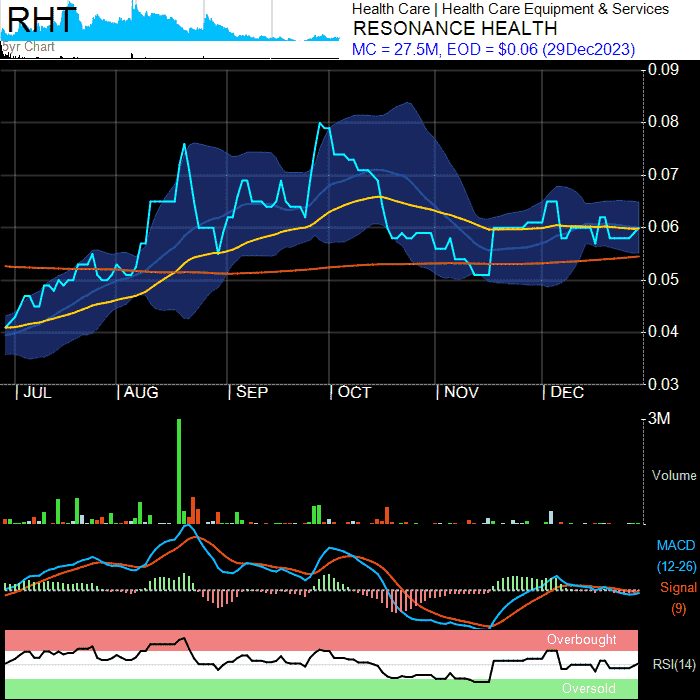 RHT
5yr Chart
Health Care | Health Care Equipment & Services
RESONANCE HEALTH
MC = 27.5M, EOD = $0.06 (29Dec2023)
0.09
0.08
0.07
0.06
0.05
0.04
0.03
| JUL | AUG | SEP | OCT | NOV | DEC
3M
Volume
MACD
(12-26)
Signal
(9)
Overbought
RSI(14)
Oversold